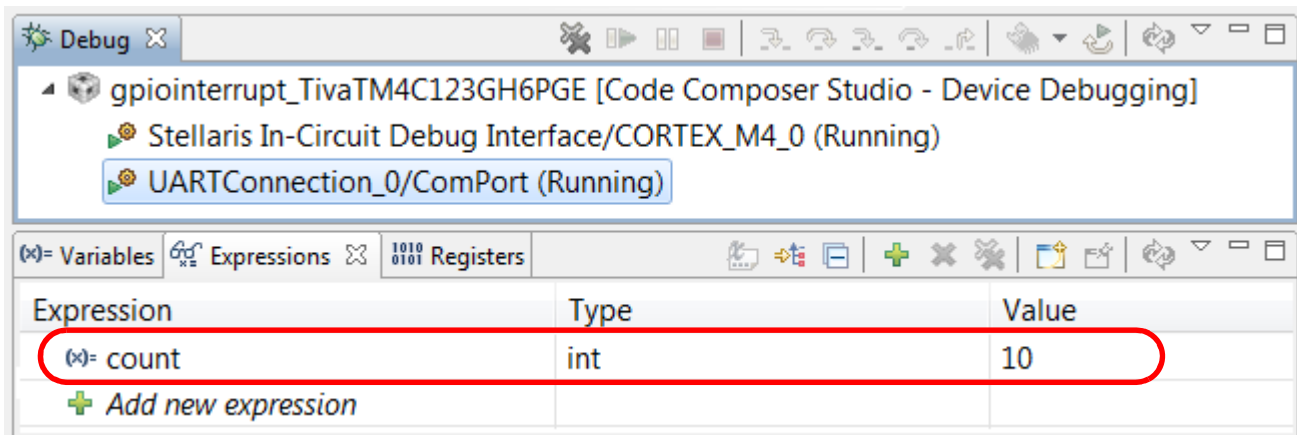 Debug
gpiointerrupt_TivaTM4C123GH6PGE [Code Composer Studio - Device Debugging]
Stellaris In-Circuit Debug Interface/CORTEX_M4_0 (Running)
UARTConnection_0/ComPort (Running)
(x)= Variables Expressions 1010 0101 Registers
Expression Type Value
(x)= count int 10
Add new expression